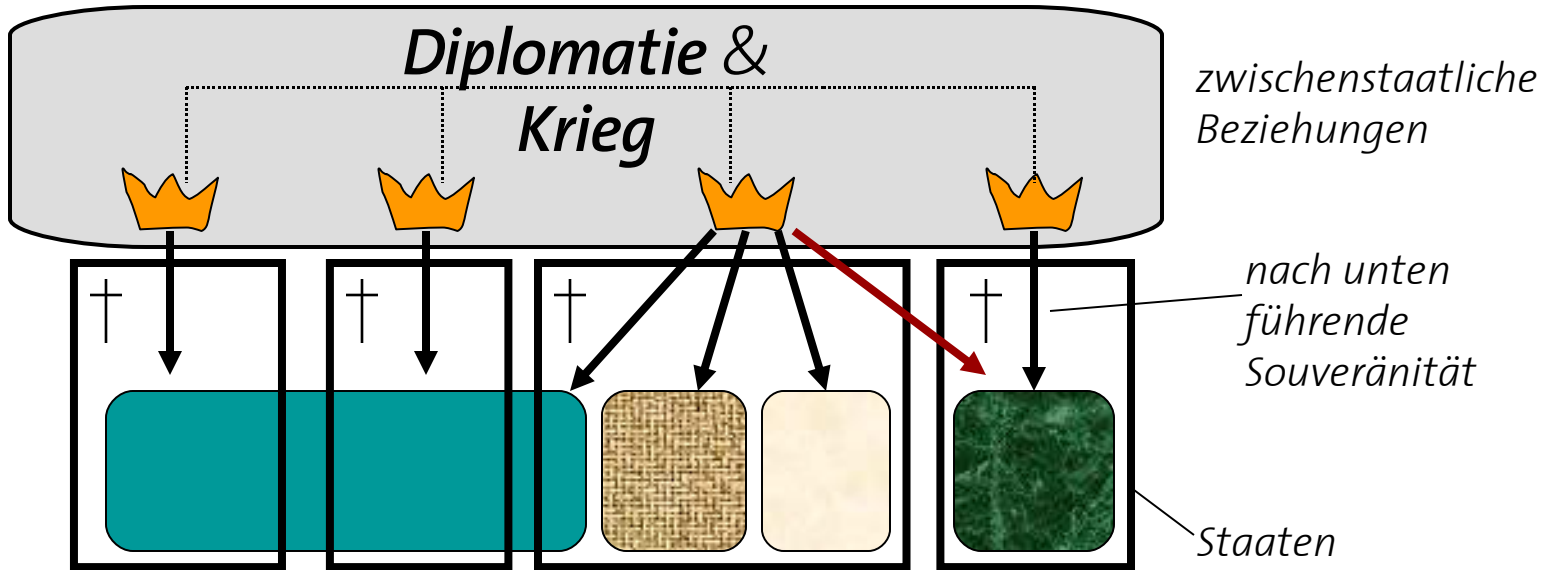 Diplomatie &
Krieg
zwischenstaatliche
Beziehungen
nach unten
führende
Souveränität
Staaten